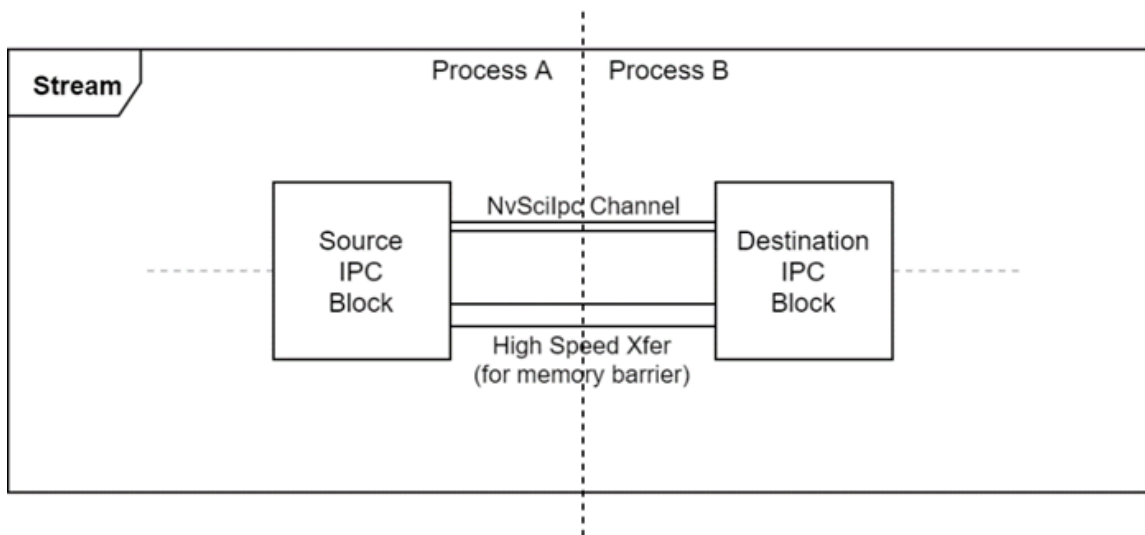 Process A
Process B
Stream
NvSciIpc Channel
Source
IPC
Block
Destination
IPC
Block
High Speed Xfer
(for memory barrier)